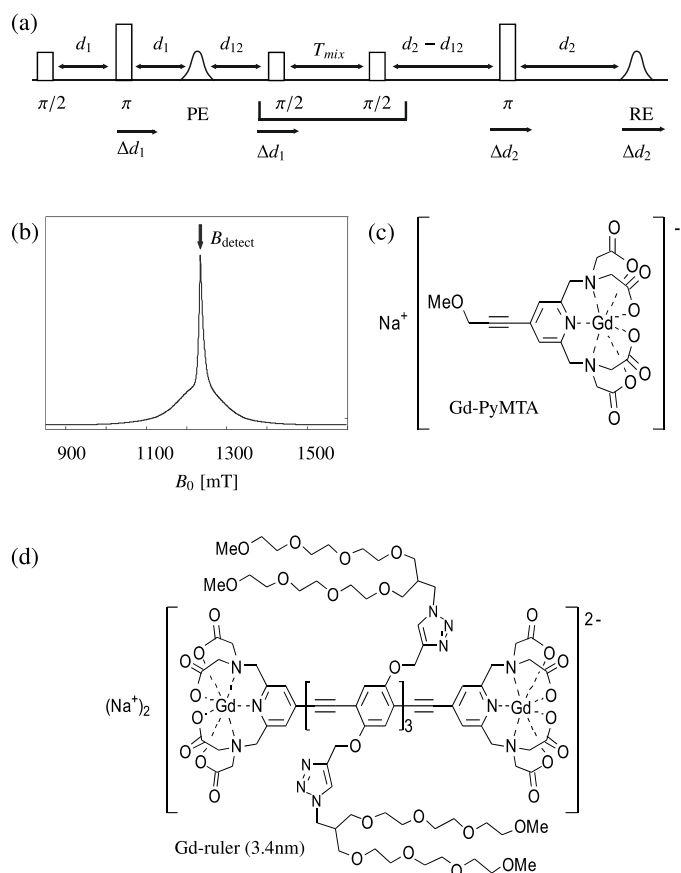 (a)
d₁ d₁ d₁₂ Tmix d₂ − d₁₂ d₂
π/2 π PE π/2 π/2 π RE
Δd₁ Δd₁ Δd₂ Δd₂
(b)
Bdetect
900 1100 1300 1500
B₀ [mT]
(c)
Na⁺
MeO
N
N
N
Gd
O
O
O
O
O
O
O
O
-
Gd-PyMTA
(d)
MeO O O O O
MeO O O O O
N N N
O
2-
(Na⁺)₂
O O O O O O O O
N N N Gd
3
N N N Gd
O O O O O O O O
O
N N N
O O O OMe
O O O OMe
Gd-ruler (3.4nm)